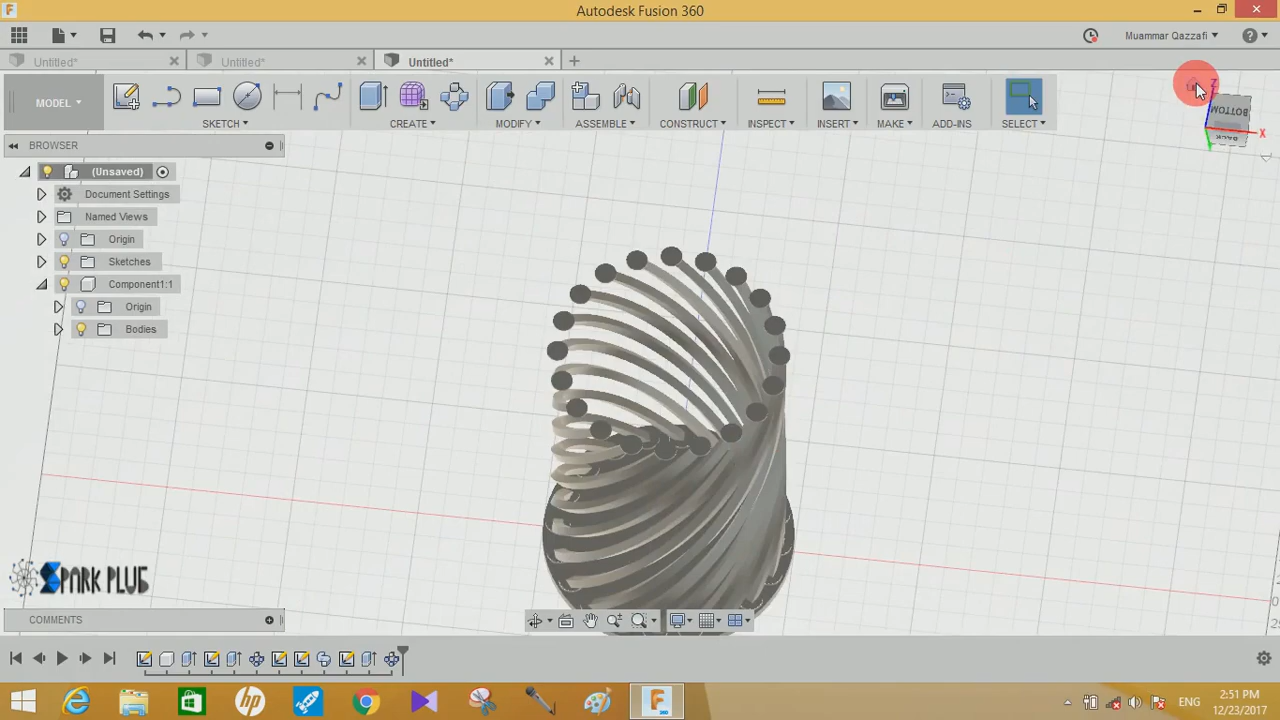 Autodesk Fusion 360
Muammar Qazzafi
Untitled*
Untitled*
Untitled*
MODEL
SKETCH
CREATE
MODIFY
ASSEMBLE
CONSTRUCT
INSPECT
INSERT
MAKE
ADD-INS
SELECT
Z
BOTTOM
BACK
X
BROWSER
(Unsaved)
Document Settings
Named Views
Origin
Sketches
Component1:1
Origin
Bodies
SPARK PLUG
COMMENTS
ENG
2:51 PM
12/23/2017